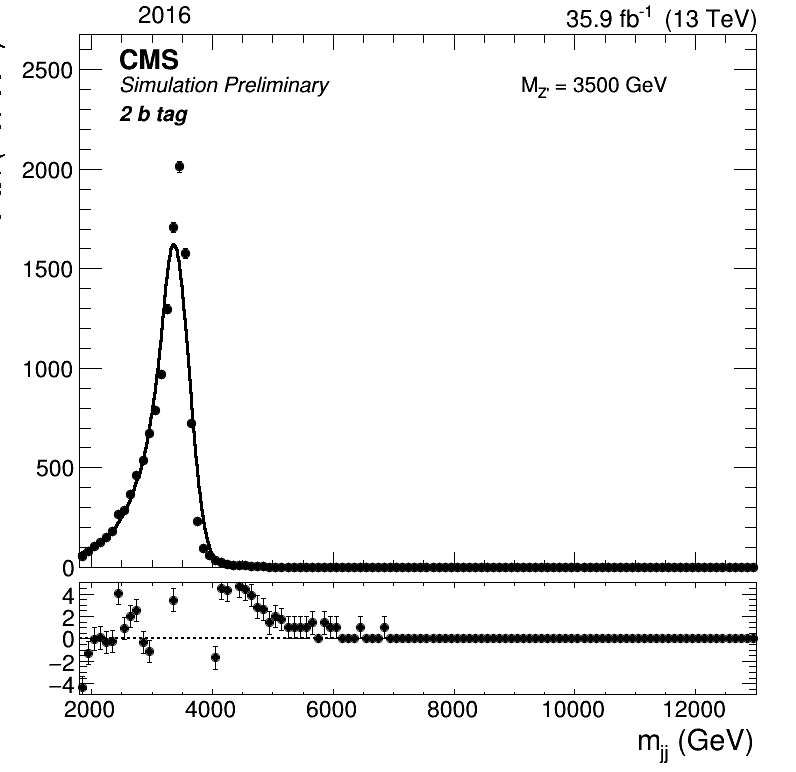 2016 35.9 fb⁻¹ (13 TeV)
CMS
Simulation Preliminary
M_Z' = 3500 GeV
2 b tag
2500
2000
1500
1000
500
0
4
2
0
−2
−4
2000 4000 6000 8000 10000 12000
m_jj (GeV)